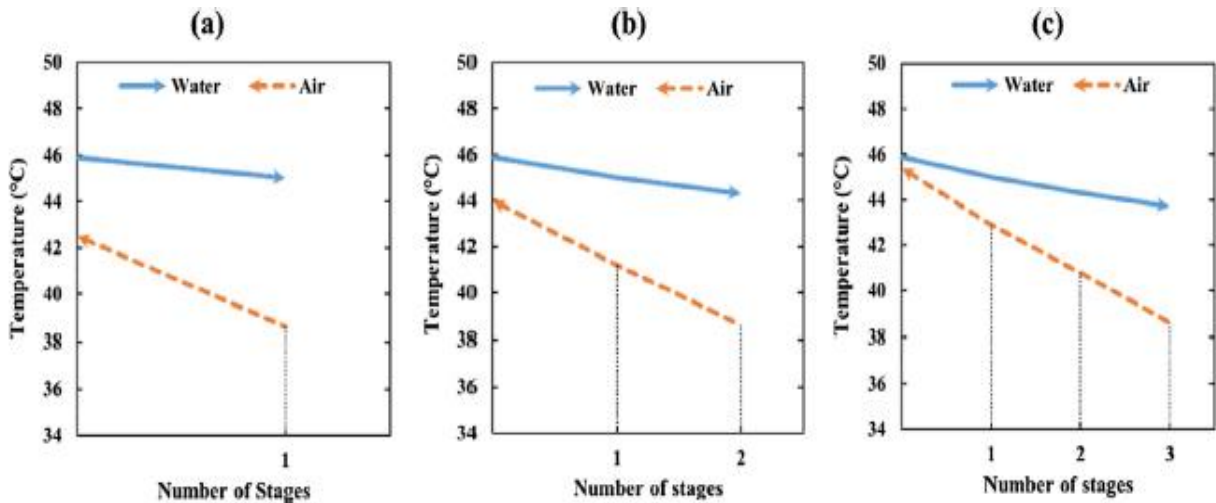 (a)
50
48
46
44
42
40
38
36
34
Temperature (°C)
Water
Air
1
Number of Stages
(b)
50
48
46
44
42
40
38
36
34
Temperature (°C)
Water
Air
1 2
Number of stages
(c)
50
48
46
44
42
40
38
36
34
Temperature (°C)
Water
Air
1 2 3
Number of stages